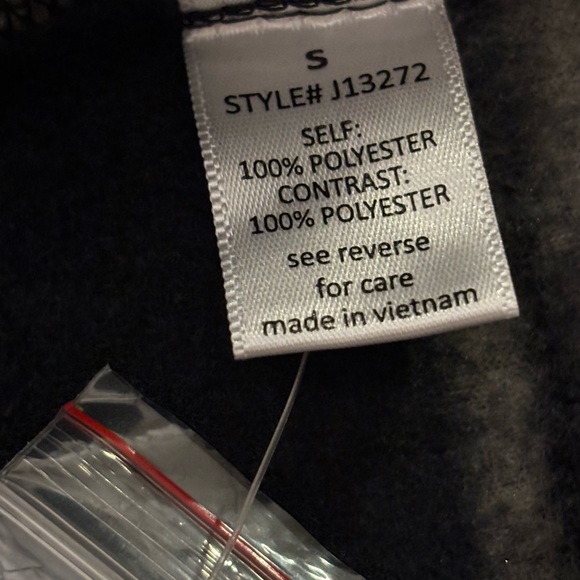 S
STYLE# J13272
SELF:
100% POLYESTER
CONTRAST:
100% POLYESTER
see reverse
for care
made in vietnam